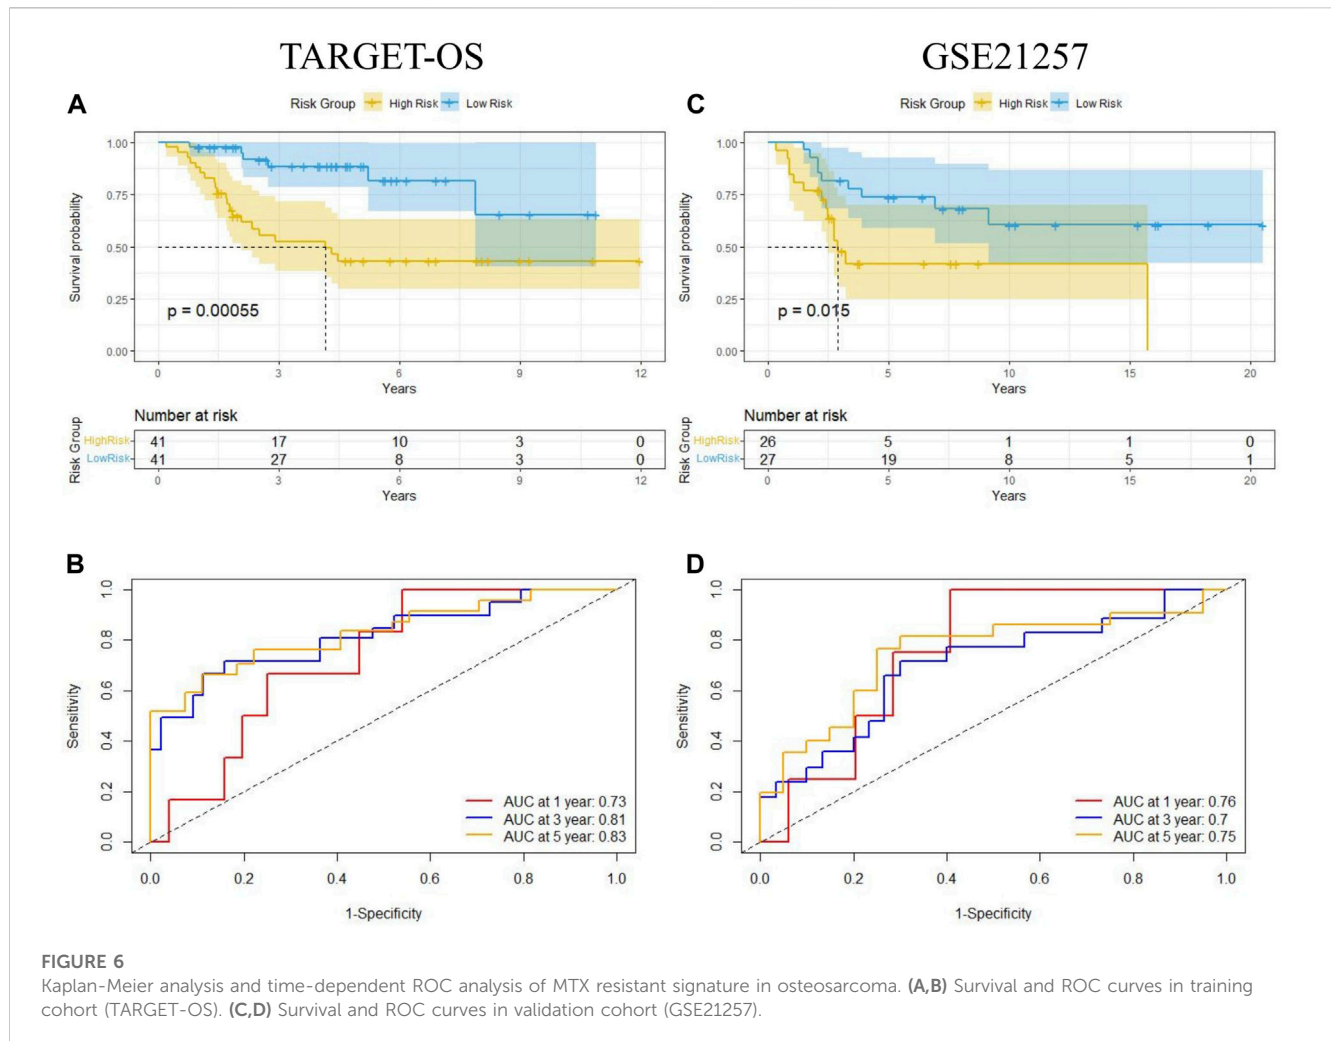 TARGET-OS
GSE21257
A
Risk Group High Risk Low Risk
Survival probability
1.00
0.75
0.50
0.25
0.00
p = 0.00055
0 3 6 9 12
Years
Number at risk
Risk Group
HighRisk 41 17 10 3 0
LowRisk 41 27 8 3 0
0 3 6 9 12
Years
C
Risk Group High Risk Low Risk
Survival probability
1.00
0.75
0.50
0.25
0.00
p = 0.015
0 5 10 15 20
Years
Number at risk
Risk Group
HighRisk 26 5 1 1 0
LowRisk 27 19 8 5 1
0 5 10 15 20
Years
B
Sensitivity
1.0
0.8
0.6
0.4
0.2
0.0
AUC at 1 year: 0.73
AUC at 3 year: 0.81
AUC at 5 year: 0.83
0.0 0.2 0.4 0.6 0.8 1.0
1-Specificity
D
Sensitivity
1.0
0.8
0.6
0.4
0.2
0.0
AUC at 1 year: 0.76
AUC at 3 year: 0.7
AUC at 5 year: 0.75
0.0 0.2 0.4 0.6 0.8 1.0
1-Specificity
FIGURE 6
Kaplan-Meier analysis and time-dependent ROC analysis of MTX resistant signature in osteosarcoma. (A,B) Survival and ROC curves in training
cohort (TARGET-OS). (C,D) Survival and ROC curves in validation cohort (GSE21257).